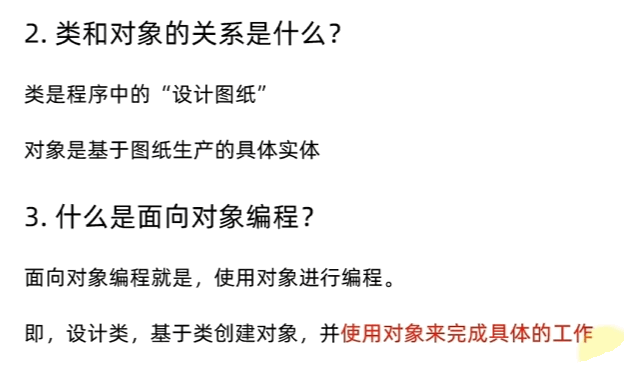 2. 类和对象的关系是什么？
类是程序中的“设计图纸”
对象是基于图纸生产的具体实体
3. 什么是面向对象编程？
面向对象编程就是，使用对象进行编程。
即，设计类，基于类创建对象，并使用对象来完成具体的工作